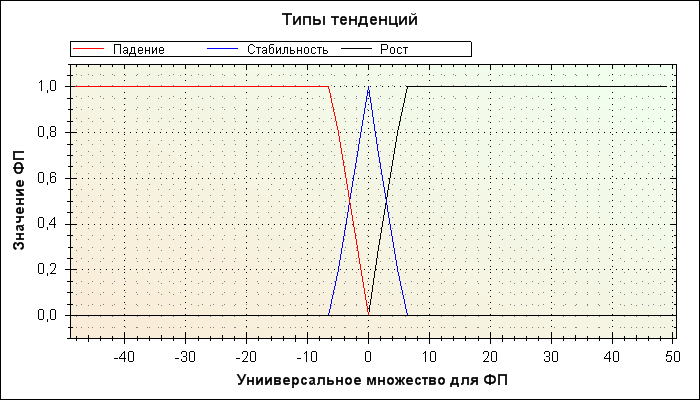 Типы тенденций
Падение Стабильность Рост
Значение ФП
1,0
0,8
0,6
0,4
0,2
0,0
-40 -30 -20 -10 0 10 20 30 40 50
Униивесальное множество для ФП